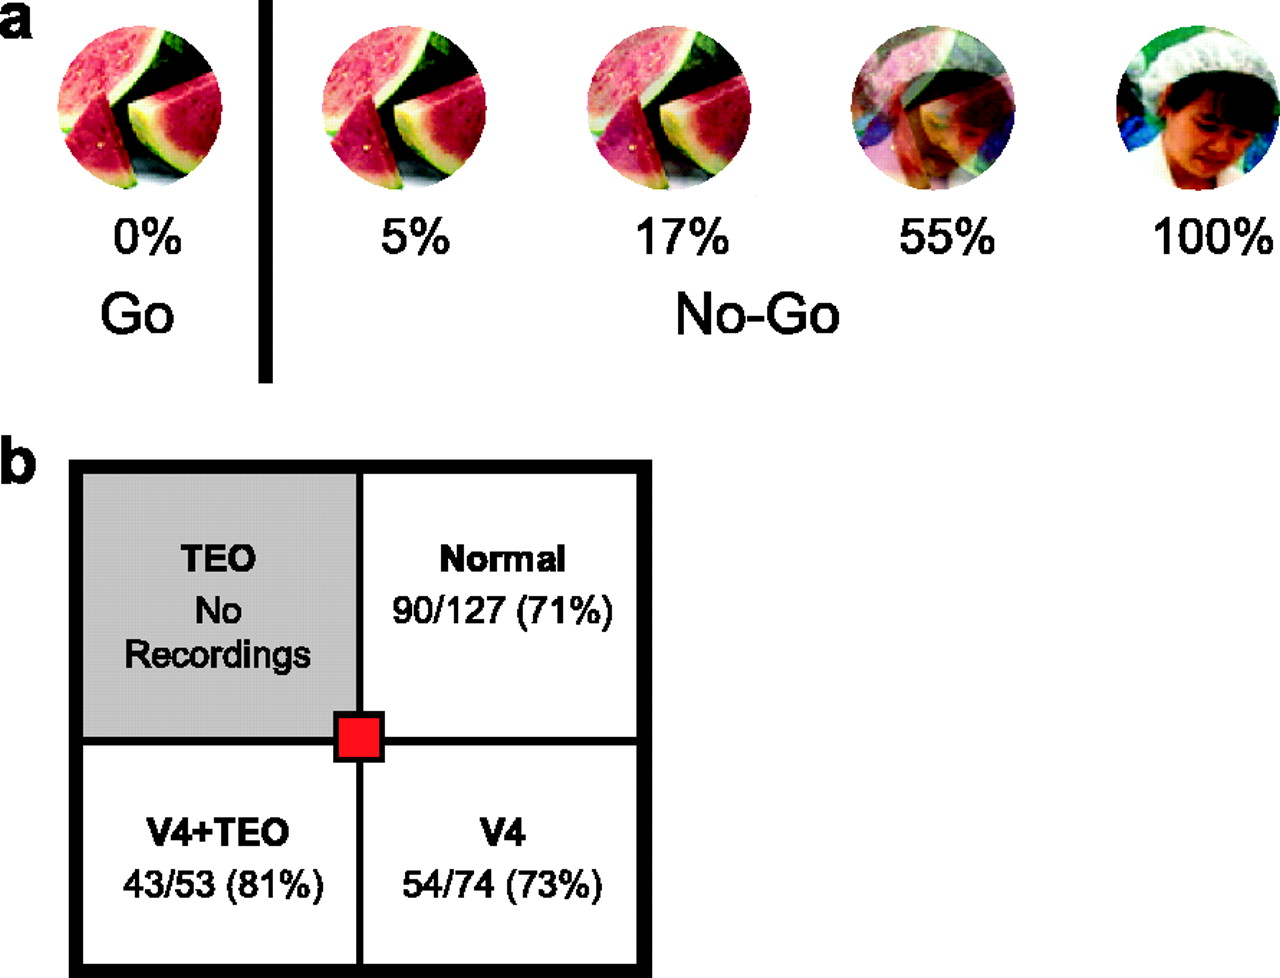 a
0%
5%
17%
55%
100%
Go
No-Go
b
TEO
No
Recordings
Normal
90/127 (71%)
V4+TEO
43/53 (81%)
V4
54/74 (73%)